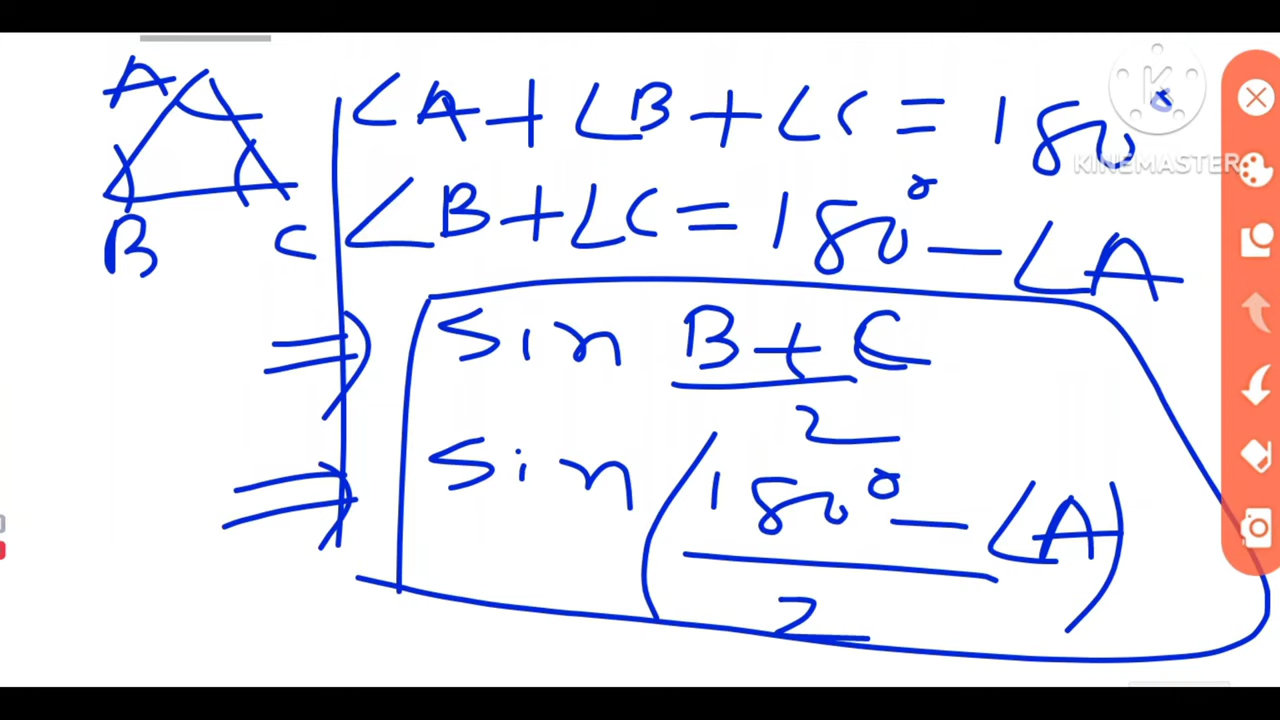 A
B C
∠A+∠B+∠C=180°
∠B+∠C=180°-∠A
⇒ Sin B+C/2
⇒ Sin (180°-∠A/2)
K
KINEMASTER